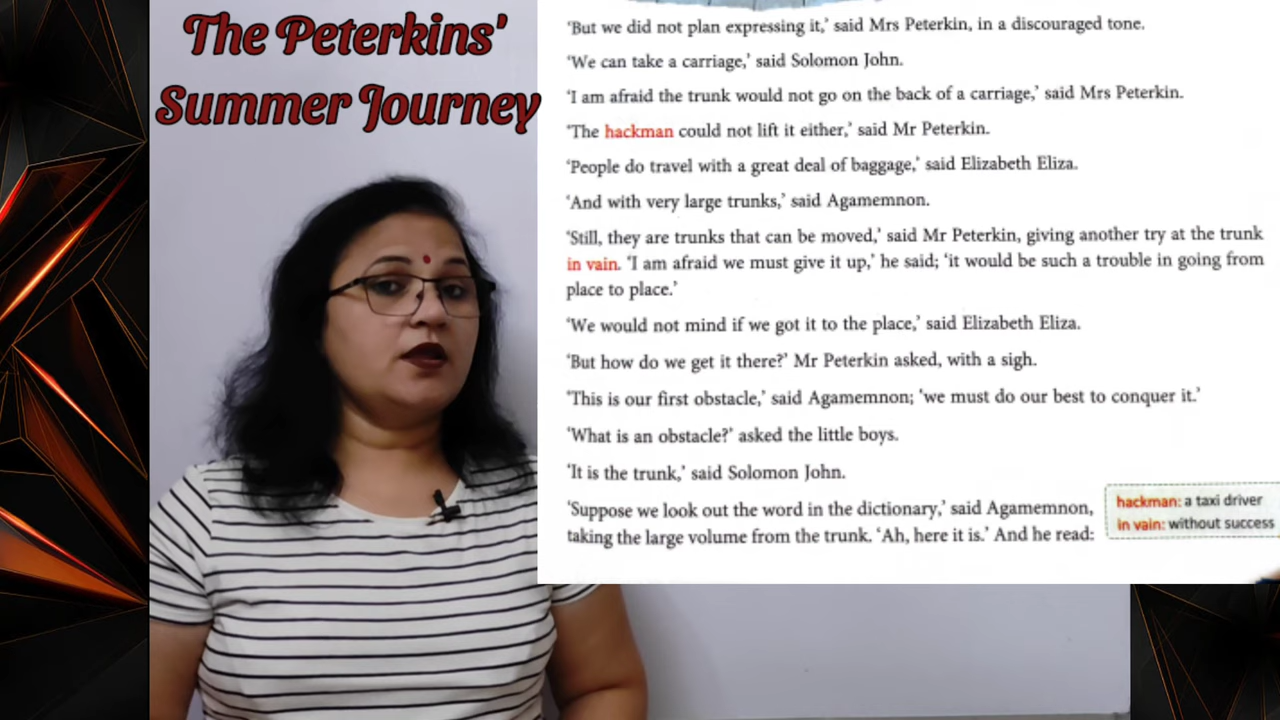 The Peterkins'
Summer Journey
‘But we did not plan expressing it,’ said Mrs Peterkin, in a discouraged tone.
‘We can take a carriage,’ said Solomon John.
‘I am afraid the trunk would not go on the back of a carriage,’ said Mrs Peterkin.
‘The hackman could not lift it either,’ said Mr Peterkin.
‘People do travel with a great deal of baggage,’ said Elizabeth Eliza.
‘And with very large trunks,’ said Agamemnon.
‘Still, they are trunks that can be moved,’ said Mr Peterkin, giving another try at the trunk
in vain. ‘I am afraid we must give it up,’ he said; ‘it would be such a trouble in going from
place to place.’
‘We would not mind if we got it to the place,’ said Elizabeth Eliza.
‘But how do we get it there?’ Mr Peterkin asked, with a sigh.
‘This is our first obstacle,’ said Agamemnon; ‘we must do our best to conquer it.’
‘What is an obstacle?’ asked the little boys.
‘It is the trunk,’ said Solomon John.
‘Suppose we look out the word in the dictionary,’ said Agamemnon,
taking the large volume from the trunk. ‘Ah, here it is.’ And he read:
hackman: a taxi driver
in vain: without success